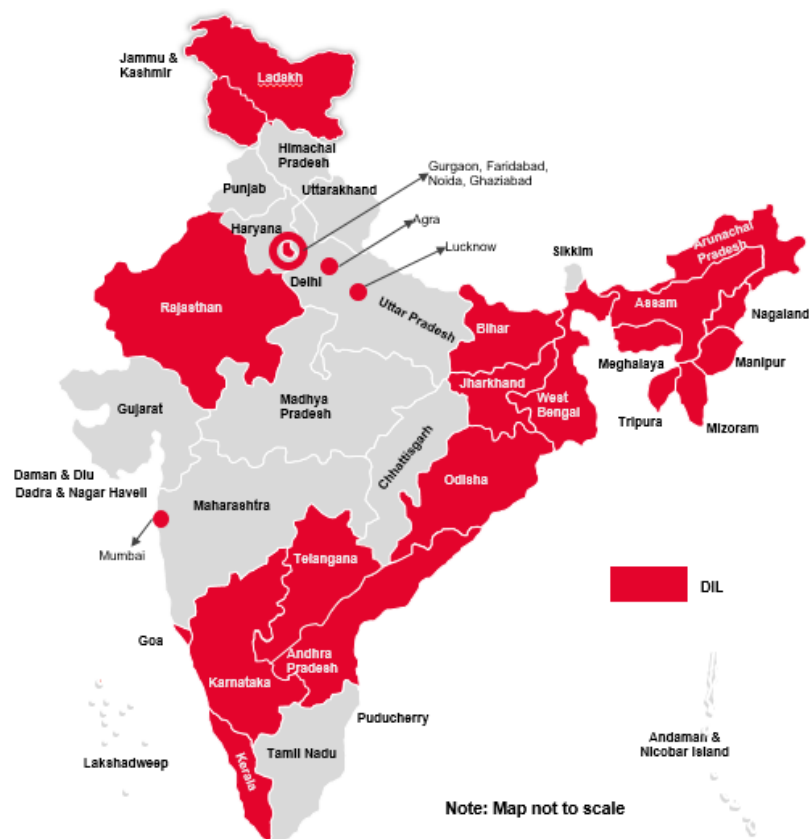 Jammu &
Kashmir
Ladakh
Himachal
Pradesh
Gurgaon, Faridabad,
Noida, Ghaziabad
Punjab
Uttarakhand
Haryana
Agra
Lucknow
Delhi
Sikkim
Arunachal
Pradesh
Rajasthan
Uttar Pradesh
Bihar
Assam
Nagaland
Meghalaya
Manipur
Jharkhand
West
Bengal
Tripura
Mizoram
Gujarat
Madhya
Pradesh
Chhattisgarh
Odisha
Daman & Diu
Dadra & Nagar Haveli
Maharashtra
Mumbai
Telangana
DIL
Goa
Andhra
Pradesh
Karnataka
Puducherry
Lakshadweep
Kerala
Tamil Nadu
Andaman &
Nicobar Island
Note: Map not to scale